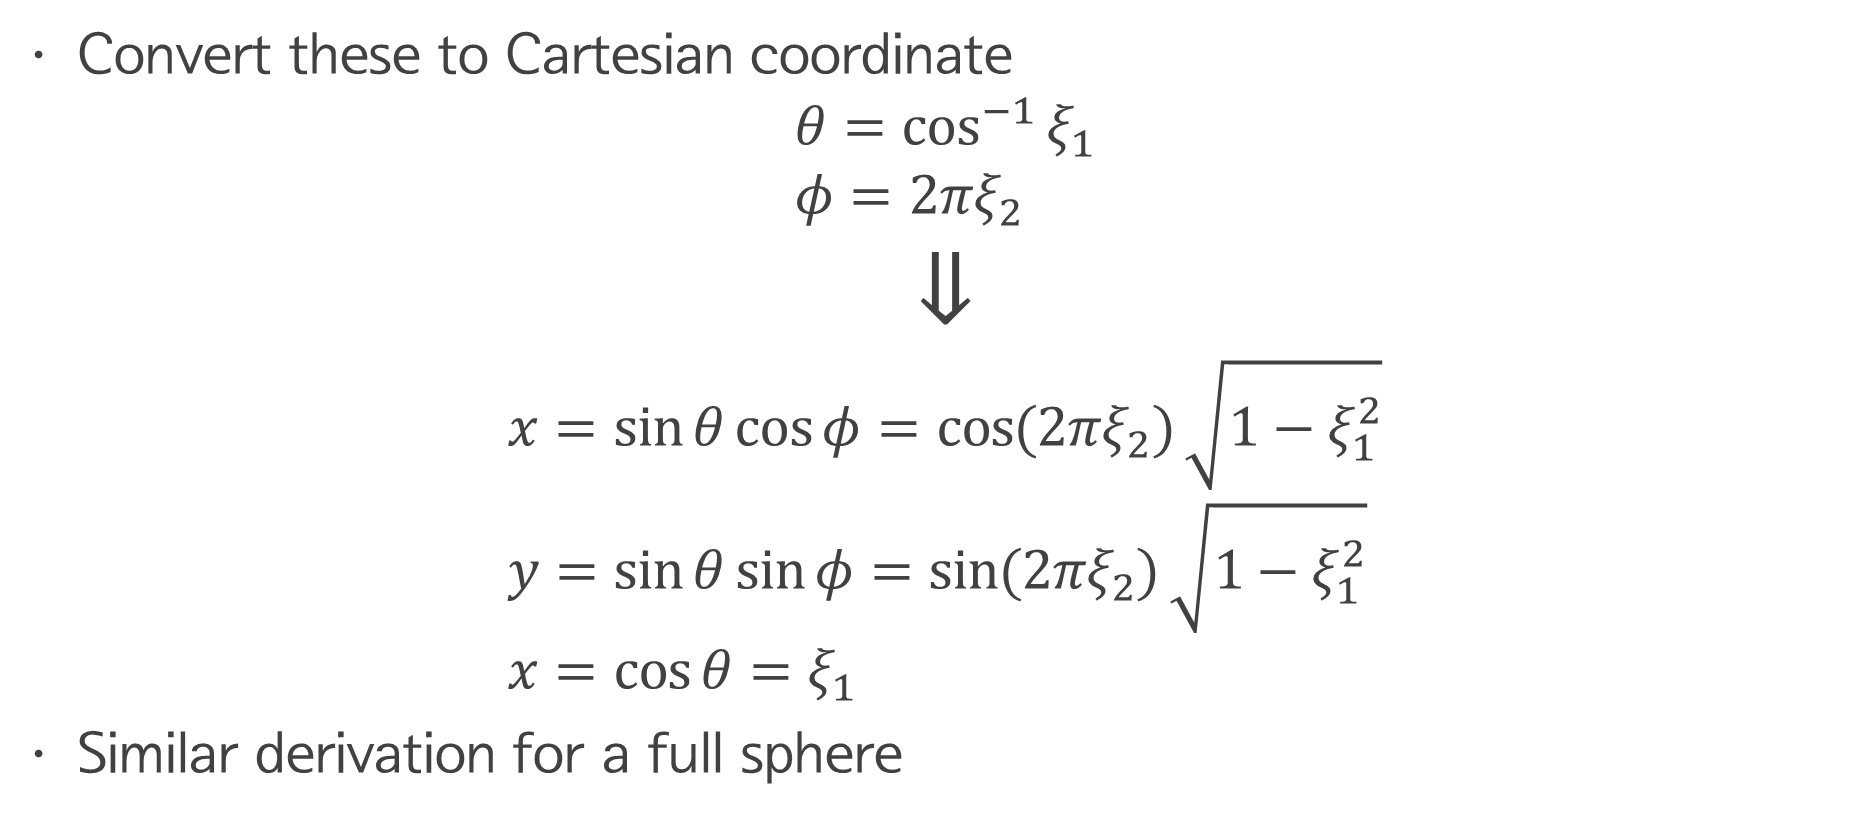 · Convert these to Cartesian coordinate
θ = cos⁻¹ ξ₁
ϕ = 2πξ₂
⇓
x = sin θ cos ϕ = cos(2πξ₂) √(1 − ξ₁²)
y = sin θ sin ϕ = sin(2πξ₂) √(1 − ξ₁²)
x = cos θ = ξ₁
· Similar derivation for a full sphere